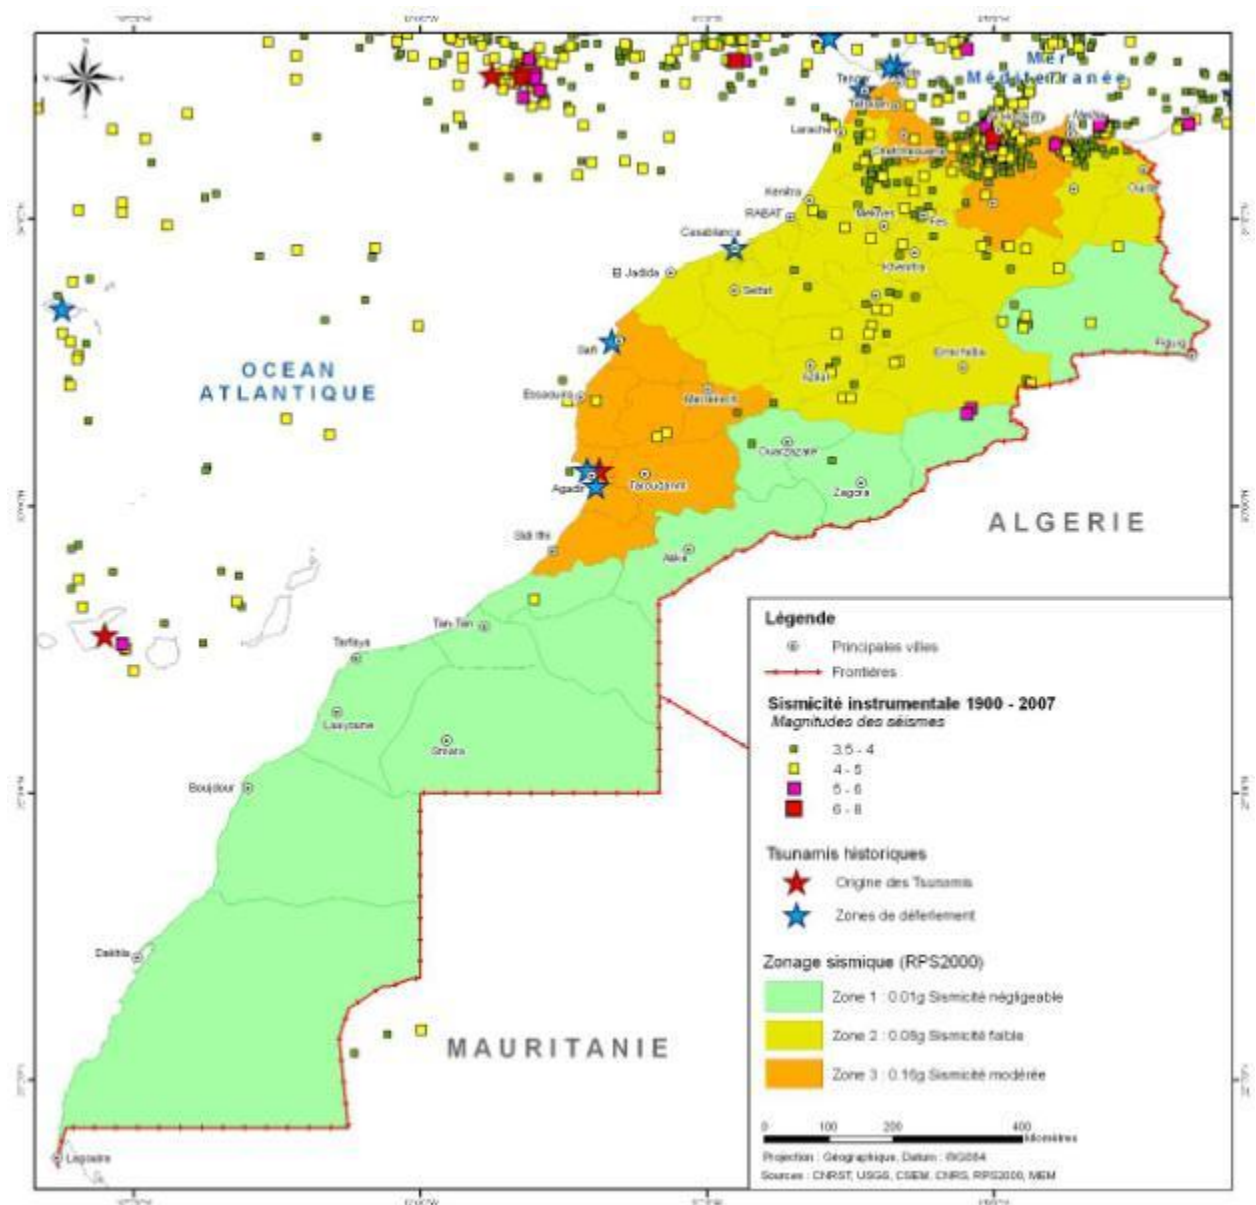 Mer
Méditerranée
Larache
Kenitra
RABAT
Meknes
Fes
Casablanca
El Jadida
Settat
Khenifra
OCEAN
ATLANTIQUE
Safi
Figuig
Errachidia
Essaouira
Marrakech
Ouarzazate
Agadir
Taroudannt
Zagora
ALGERIE
Sidi Ifni
Tan-Tan
Tarfaya
Laayoune
Smara
Boujdour
Dakhla
MAURITANIE
Lagouira
Légende
Principales villes
Frontières
Sismicité instrumentale 1900 - 2007
Magnitudes des séismes
3.5 - 4
4 - 5
5 - 6
6 - 8
Tsunamis historiques
Origine des Tsunamis
Zones de déferlement
Zonage sismique (RPS2000)
Zone 1 : 0.01g Sismicité négligeable
Zone 2 : 0.08g Sismicité faible
Zone 3 : 0.16g Sismicité modérée
0 100 200 400
kilomètres
Projection : Géographique, Datum : WGS84
Sources : CNRST, USGS, CSEM, CNRS, RPS2000, MEM